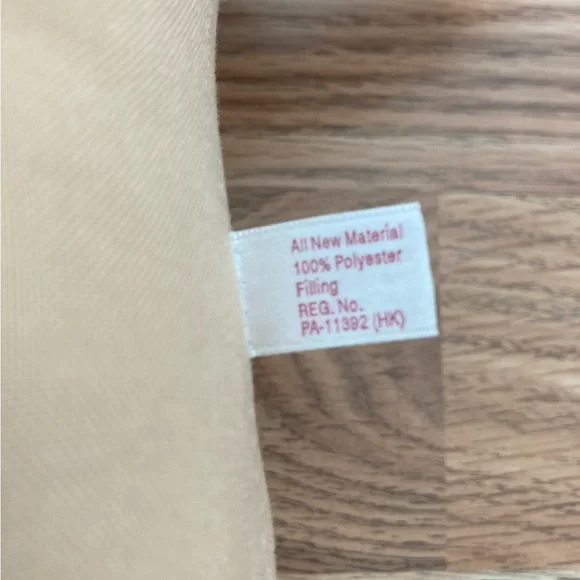 All New Material
100% Polyester
Filling
REG. No.
PA-11392 (HK)